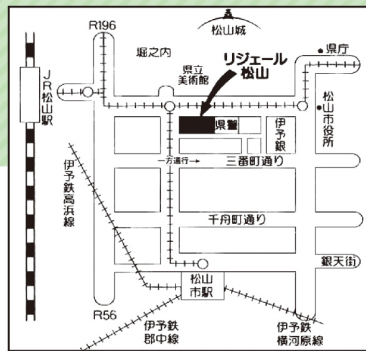 R196
松山城
堀之内
県庁
県立
美術館
リジェール
松山
JR松山駅
松山市役所
県警
伊予銀
一方通行→
三番町通り
伊予鉄高浜線
千舟町通り
銀天街
松山
市駅
R56
伊予鉄
郡中線
伊予鉄
横河原線